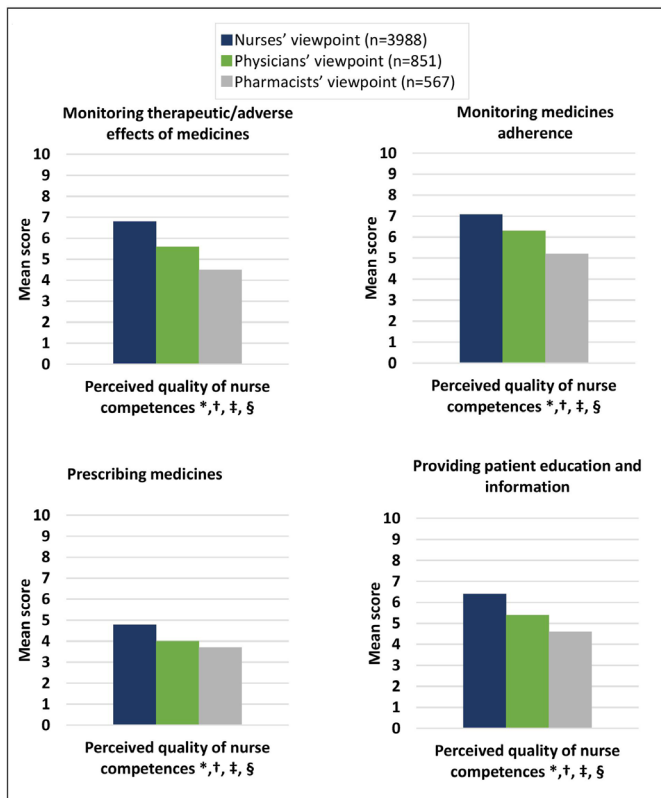 Nurses' viewpoint (n=3988)
Physicians' viewpoint (n=851)
Pharmacists' viewpoint (n=567)
Monitoring therapeutic/adverse
effects of medicines
10
9
8
7
6
5
4
3
2
1
0
Mean score
Perceived quality of nurse
competences *,†, ‡, §
Monitoring medicines
adherence
10
9
8
7
6
5
4
3
2
1
0
Mean score
Perceived quality of nurse
competences *,†, ‡, §
Prescribing medicines
10
9
8
7
6
5
4
3
2
1
0
Mean score
Perceived quality of nurse
competences *,†, ‡, §
Providing patient education and
information
10
9
8
7
6
5
4
3
2
1
0
Mean score
Perceived quality of nurse
competences *,†, ‡, §